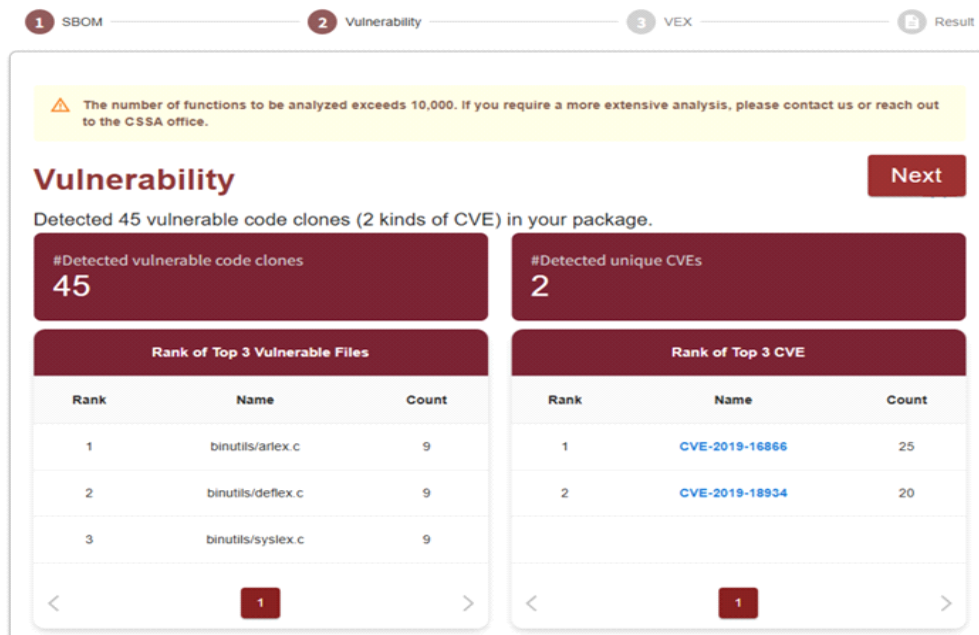 1 SBOM 2 Vulnerability 3 VEX Result
The number of functions to be analyzed exceeds 10,000. If you require a more extensive analysis, please contact us or reach out
to the CSSA office.
Vulnerability
Next
Detected 45 vulnerable code clones (2 kinds of CVE) in your package.
#Detected vulnerable code clones
45
#Detected unique CVEs
2
Rank of Top 3 Vulnerable Files
Rank Name Count
1 binutils/arlex.c 9
2 binutils/deflex.c 9
3 binutils/syslex.c 9
1
Rank of Top 3 CVE
Rank Name Count
1 CVE-2019-16866 25
2 CVE-2019-18934 20
1